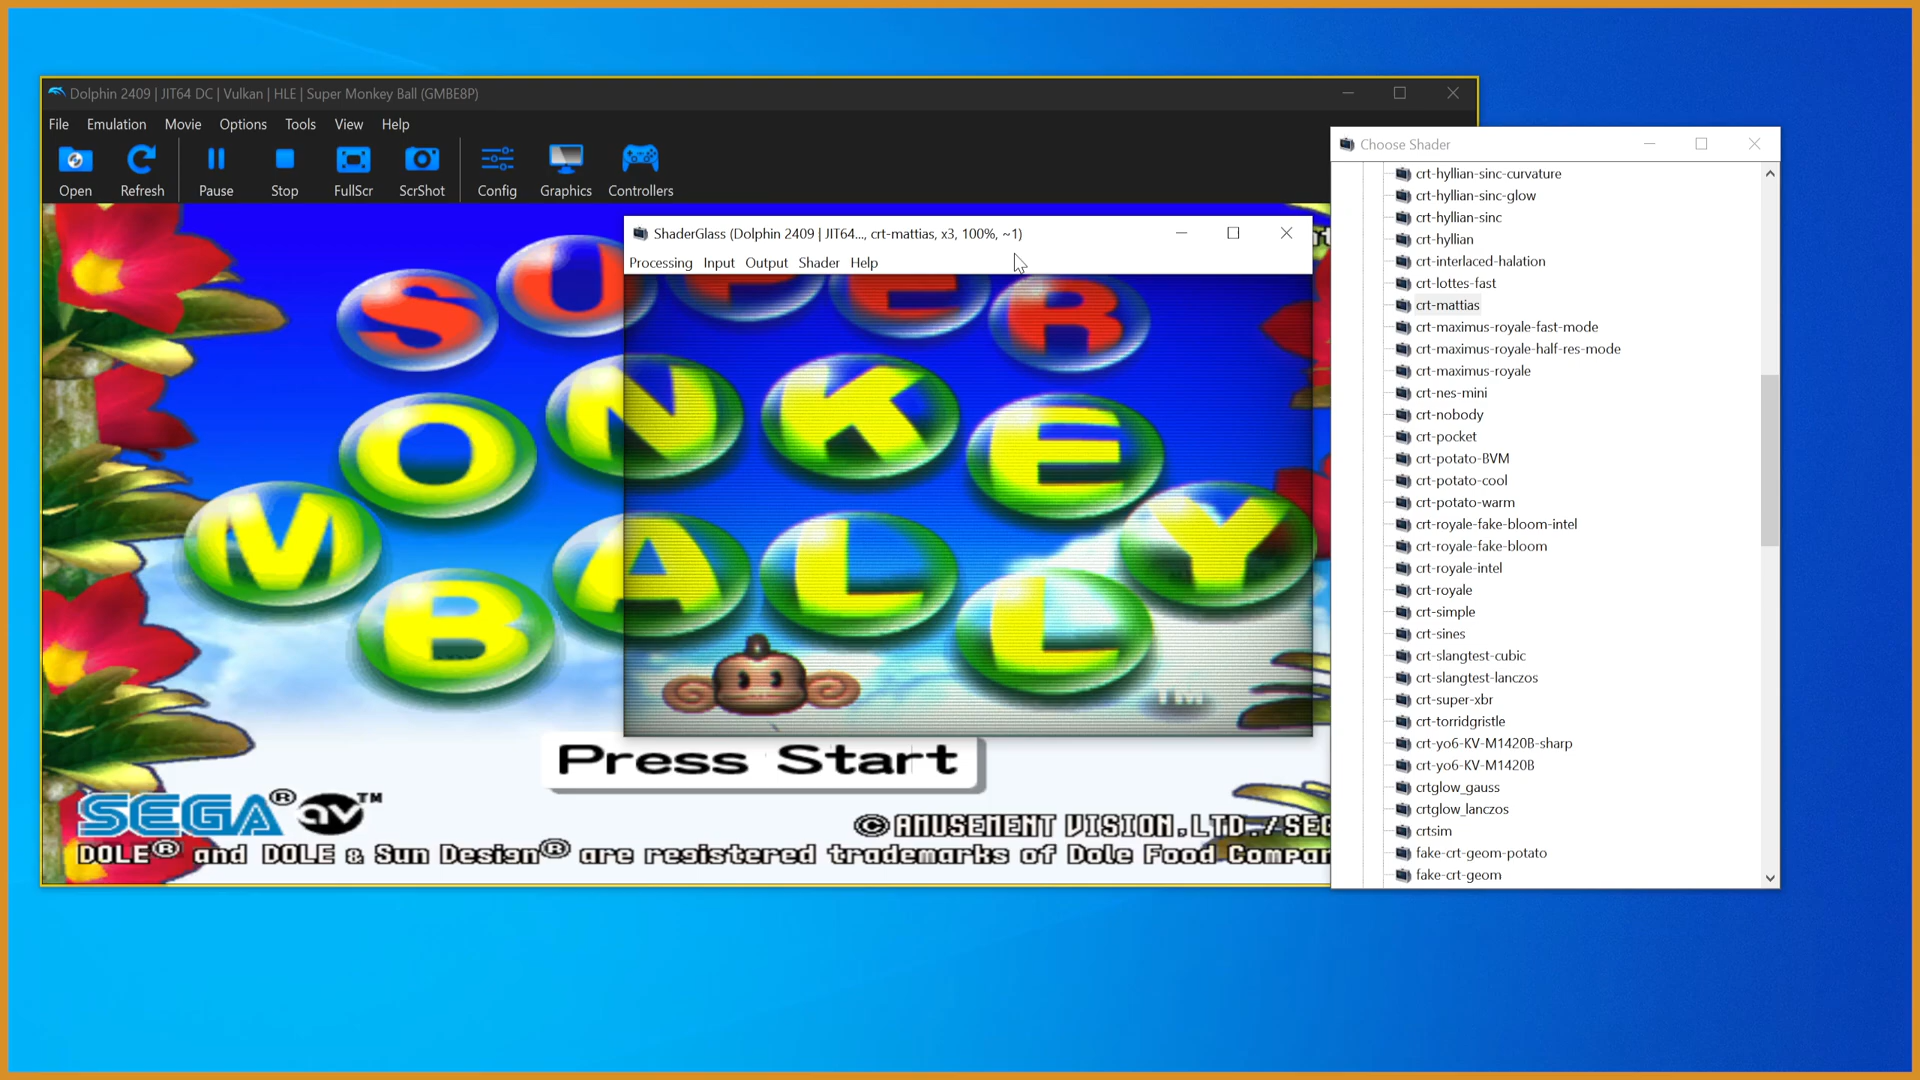 Dolphin 2409 | JIT64 DC | Vulkan | HLE | Super Monkey Ball (GMBE8P)
File Emulation Movie Options Tools View Help
Open Refresh Pause Stop FullScr ScrShot Config Graphics Controllers
ShaderGlass (Dolphin 2409 | JIT64..., crt-mattias, x3, 100%, ~1)
Processing Input Output Shader Help
SUPER
MONKEY
BALL
TM
Press Start
SEGA® av™
© AMUSEMENT VISION,LTD./SEG
DOLE® and DOLE & Sun Design® are registered trademarks of Dole Food Compan
Choose Shader
crt-hyllian-sinc-curvature
crt-hyllian-sinc-glow
crt-hyllian-sinc
crt-hyllian
crt-interlaced-halation
crt-lottes-fast
crt-mattias
crt-maximus-royale-fast-mode
crt-maximus-royale-half-res-mode
crt-maximus-royale
crt-nes-mini
crt-nobody
crt-pocket
crt-potato-BVM
crt-potato-cool
crt-potato-warm
crt-royale-fake-bloom-intel
crt-royale-fake-bloom
crt-royale-intel
crt-royale
crt-simple
crt-sines
crt-slangtest-cubic
crt-slangtest-lanczos
crt-super-xbr
crt-torridgristle
crt-yo6-KV-M1420B-sharp
crt-yo6-KV-M1420B
crtglow_gauss
crtglow_lanczos
crtsim
fake-crt-geom-potato
fake-crt-geom